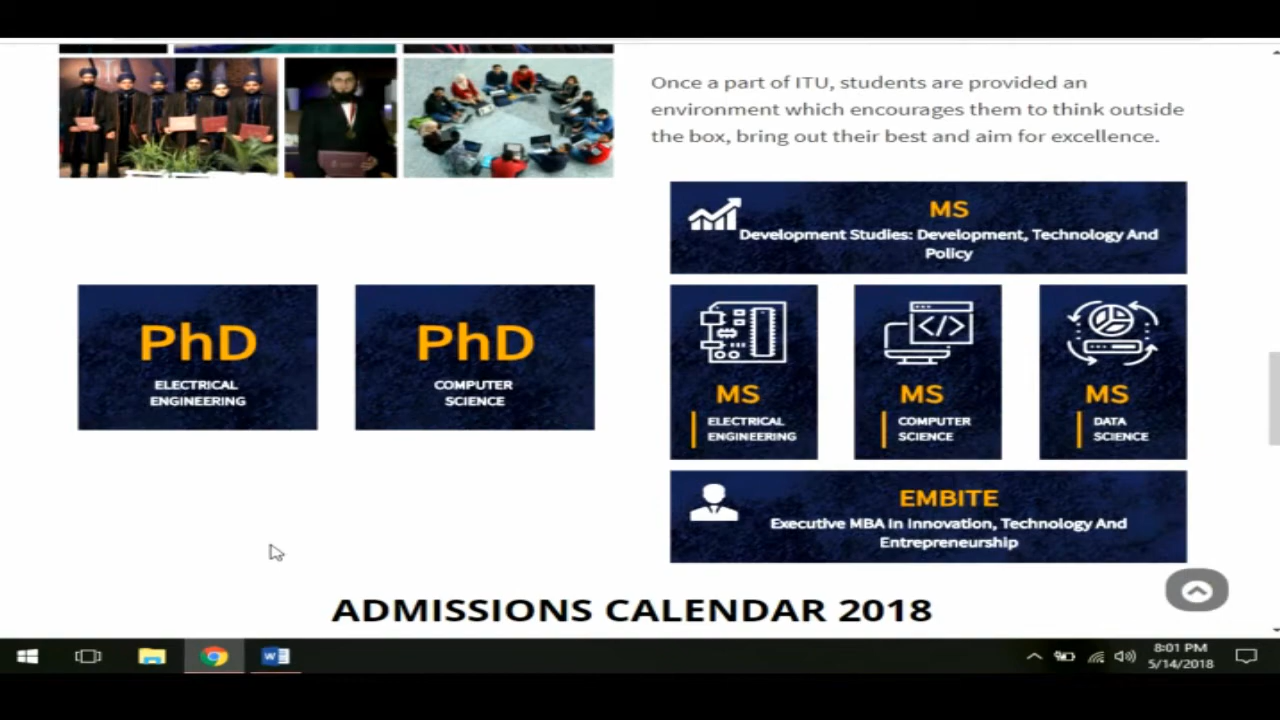 Once a part of ITU, students are provided an
environment which encourages them to think outside
the box, bring out their best and aim for excellence.
MS
Development Studies: Development, Technology And
Policy
PhD
ELECTRICAL
ENGINEERING
PhD
COMPUTER
SCIENCE
MS
ELECTRICAL
ENGINEERING
MS
COMPUTER
SCIENCE
MS
DATA
SCIENCE
EMBITE
Executive MBA in Innovation, Technology And
Entrepreneurship
ADMISSIONS CALENDAR 2018
8:01 PM
5/14/2018